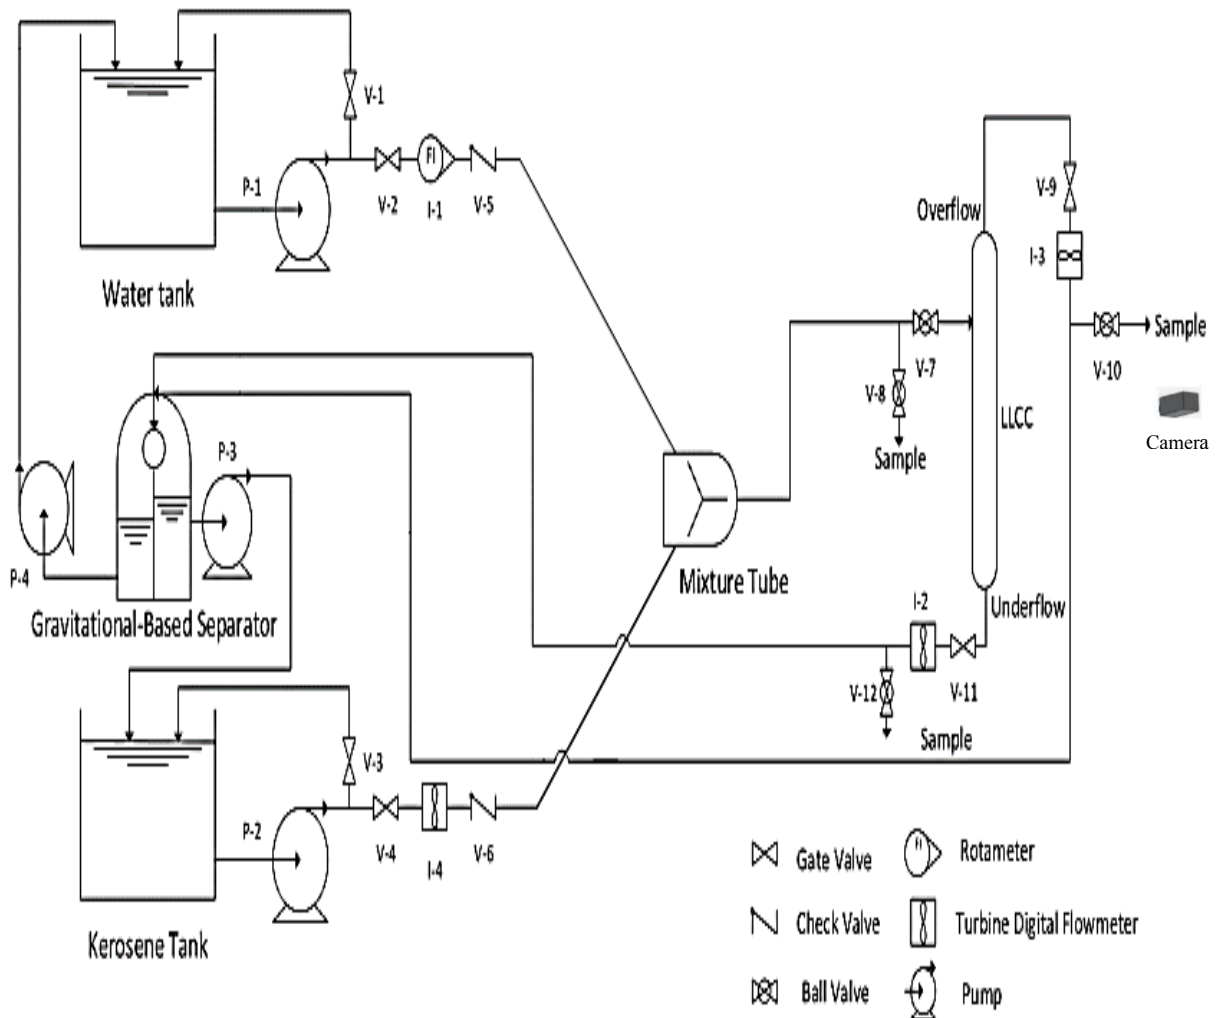 V-1
FI
P-1
V-2
I-1
V-5
V-9
Overflow
I-3
Water tank
Sample
V-7
V-10
V-8
LLCC
Camera
Sample
P-3
P-4
Mixture Tube
I-2
Underflow
Gravitational-Based Separator
V-12
V-11
Sample
V-3
P-2
V-4
I-4
V-6
Gate Valve
FI
Rotameter
Kerosene Tank
Check Valve
Turbine Digital Flowmeter
Ball Valve
Pump